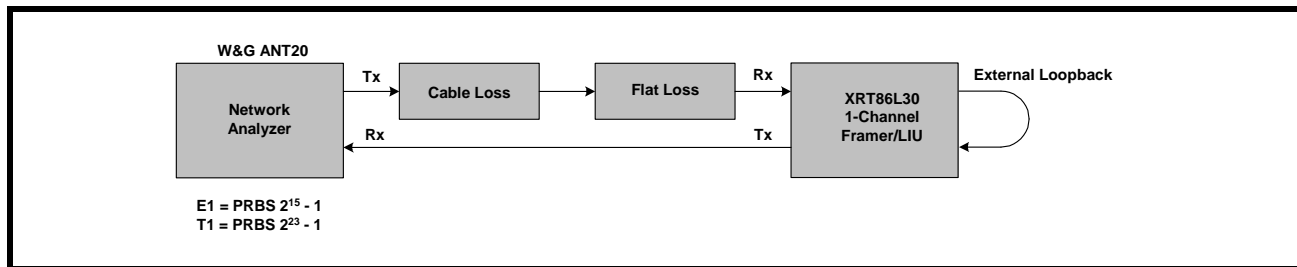 W&G ANT20
Network
Analyzer
Tx
Cable Loss
Flat Loss
Rx
XRT86L30
1-Channel
Framer/LIU
External Loopback
Rx
Tx
E1 = PRBS 2¹⁵ - 1
T1 = PRBS 2²³ - 1